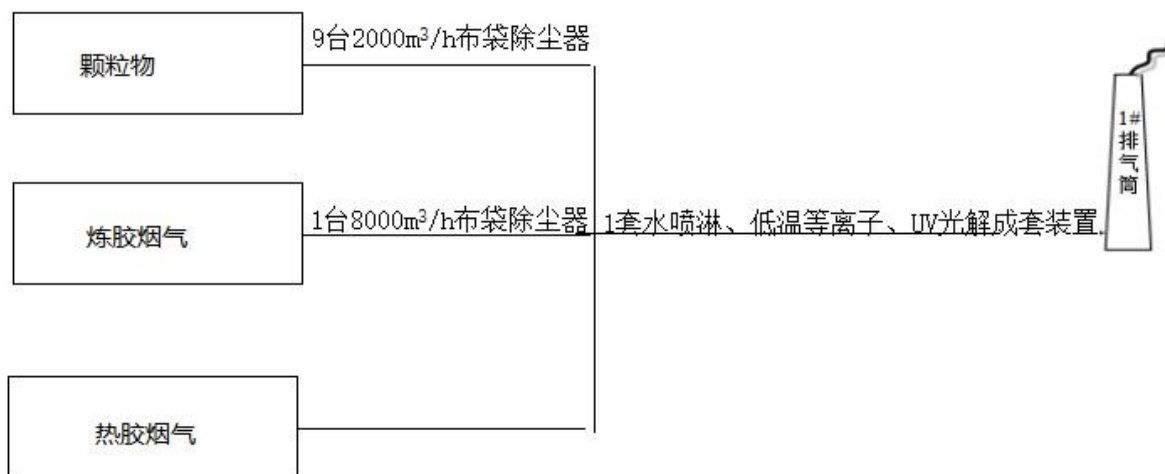 颗粒物
9台2000m³/h布袋除尘器
炼胶烟气
1台8000m³/h布袋除尘器
1套水喷淋、低温等离子、UV光解成套装置
1#排气筒
热胶烟气